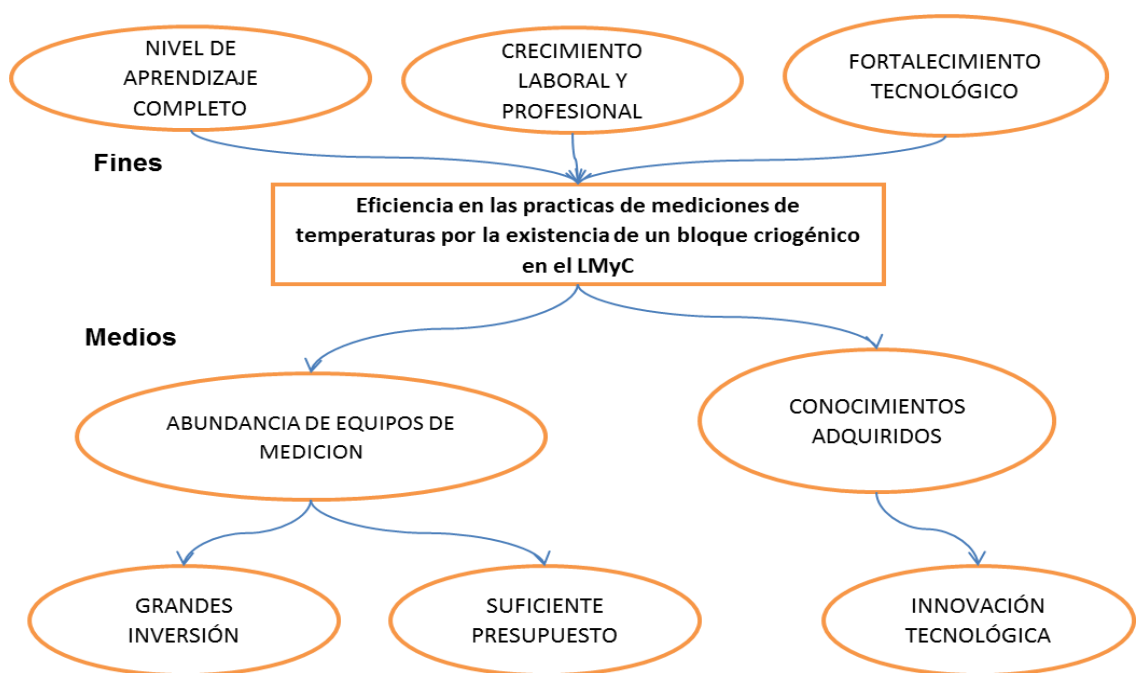 NIVEL DE
APRENDIZAJE
COMPLETO
CRECIMIENTO
LABORAL Y
PROFESIONAL
FORTALECIMIENTO
TECNOLÓGICO
Fines
Eficiencia en las practicas de mediciones de
temperaturas por la existencia de un bloque criogénico
en el LMyC
Medios
ABUNDANCIA DE EQUIPOS DE
MEDICION
CONOCIMIENTOS
ADQUIRIDOS
GRANDES
INVERSIÓN
SUFICIENTE
PRESUPUESTO
INNOVACIÓN
TECNOLÓGICA